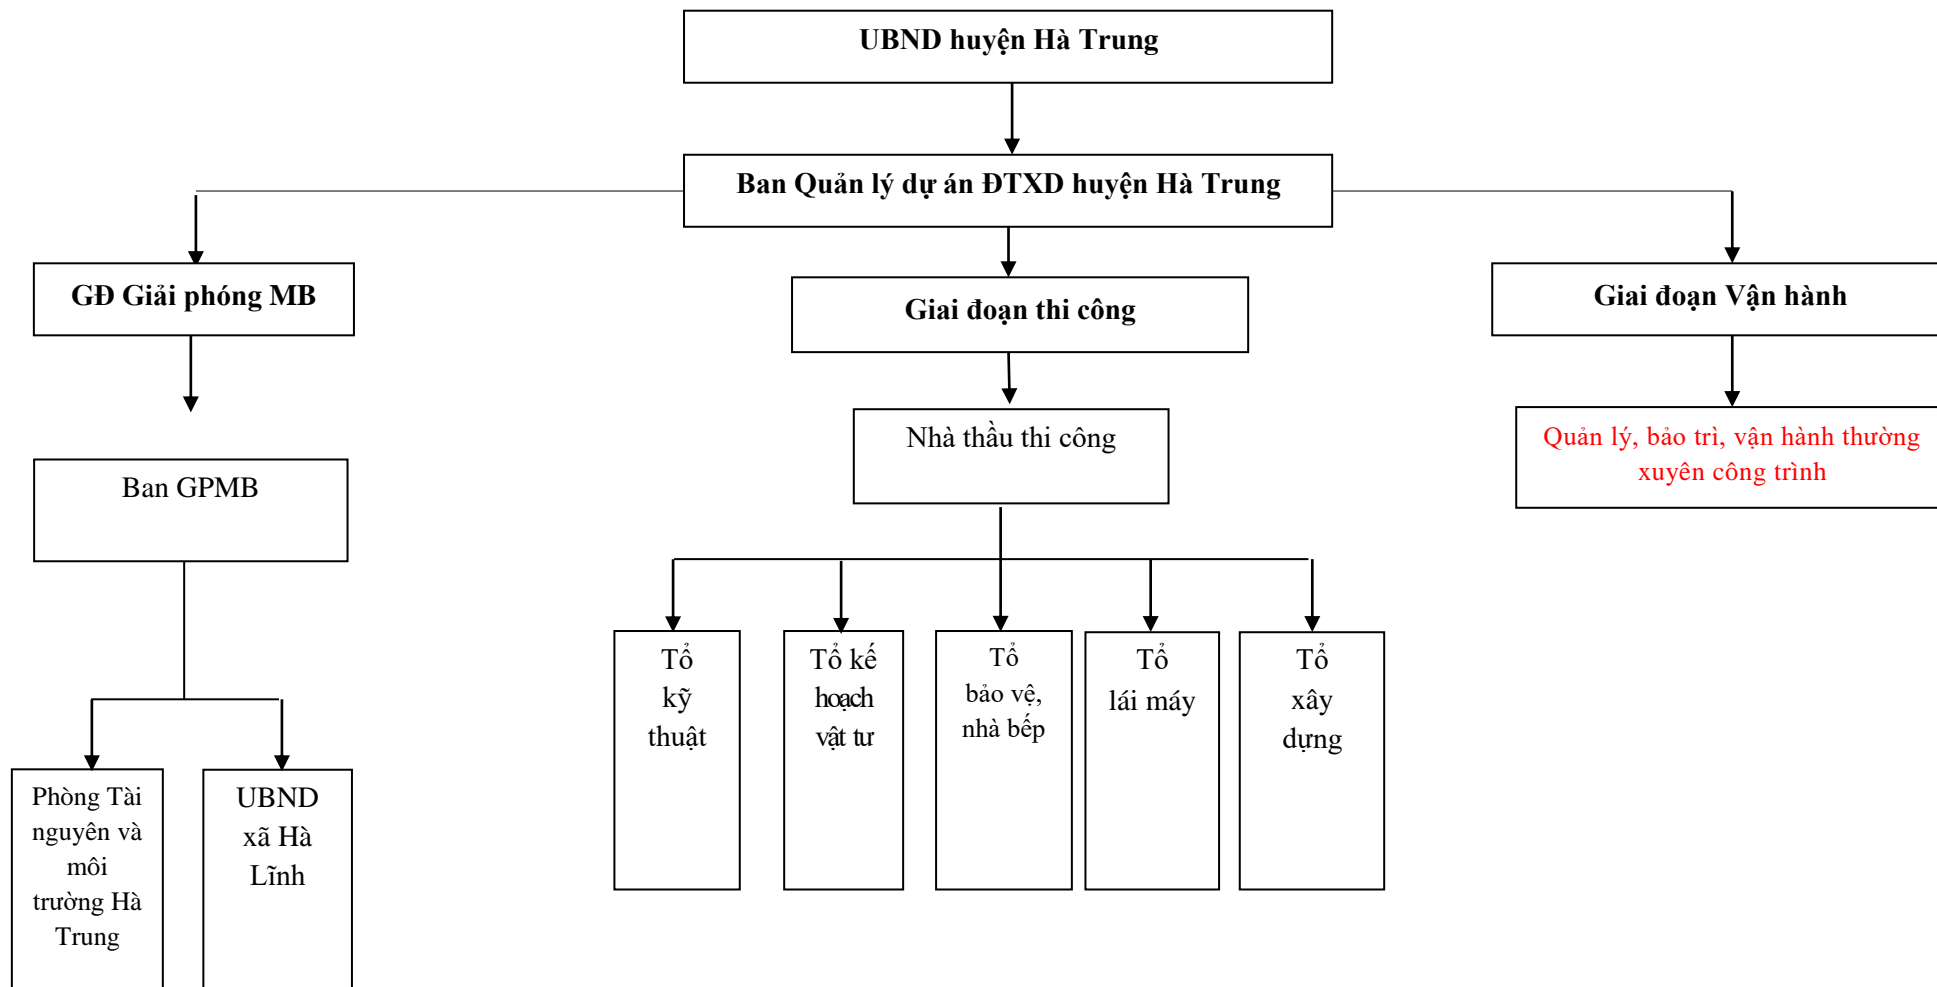 UBND huyện Hà Trung
Ban Quản lý dự án ĐTXD huyện Hà Trung
GĐ Giải phóng MB
Giai đoạn thi công
Giai đoạn Vận hành
Ban GPMB
Nhà thầu thi công
Quản lý, bảo trì, vận hành thường
xuyên công trình
Tổ
kỹ
thuật
Tổ kế
hoạch
vật tư
Tổ
bảo vệ,
nhà bếp
Tổ
lái máy
Tổ
xây
dựng
Phòng Tài
nguyên và
môi
trường Hà
Trung
UBND
xã Hà
Lĩnh